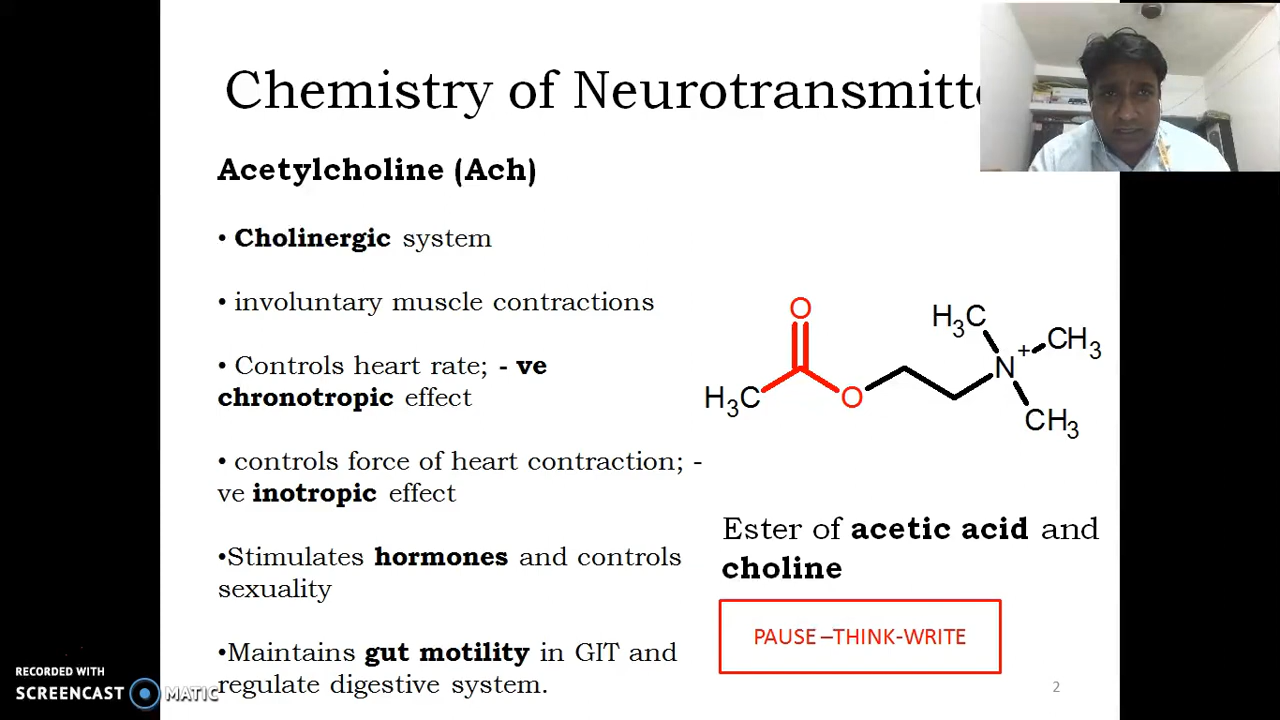 Chemistry of Neurotransmitte
Acetylcholine (Ach)
• Cholinergic system
• involuntary muscle contractions
• Controls heart rate; - ve
chronotropic effect
• controls force of heart contraction; -
ve inotropic effect
•Stimulates hormones and controls
sexuality
•Maintains gut motility in GIT and
regulate digestive system.
O
H3C
O
H3C
N+
CH3
CH3
Ester of acetic acid and
choline
PAUSE –THINK-WRITE
2
RECORDED WITH
SCREENCAST MATIC